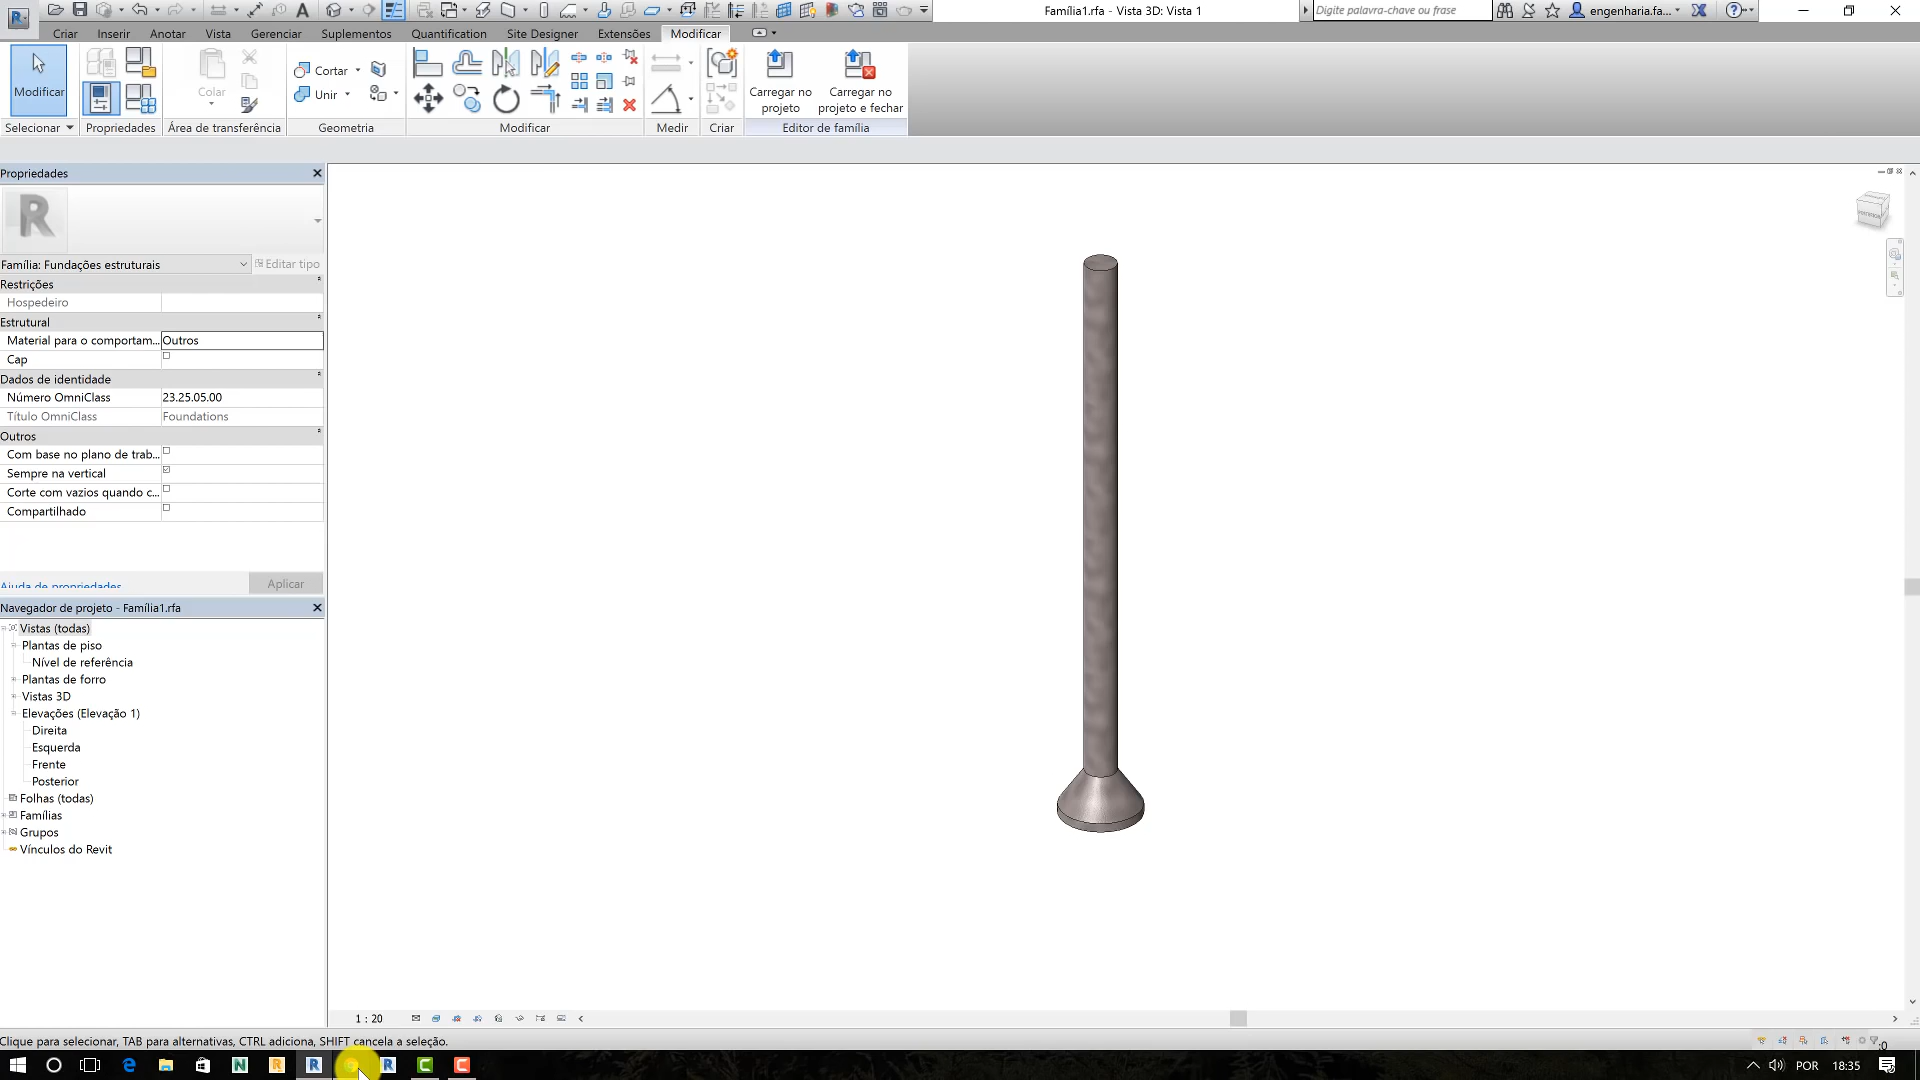 Família1.rfa - Vista 3D: Vista 1
Digite palavra-chave ou frase
engenharia.fa...
Criar
Inserir
Anotar
Vista
Gerenciar
Suplementos
Quantification
Site Designer
Extensões
Modificar
Modificar
Colar
Cortar
Unir
Carregar no
projeto
Carregar no
projeto e fechar
Selecionar
Propriedades
Área de transferência
Geometria
Modificar
Medir
Criar
Editor de família
Propriedades
Família: Fundações estruturais
Editar tipo
Restrições
Hospedeiro
Estrutural
Material para o comportam... Outros
Cap
Dados de identidade
Número OmniClass 23.25.05.00
Título OmniClass Foundations
Outros
Com base no plano de trab...
Sempre na vertical
Corte com vazios quando c...
Compartilhado
Ajuda de propriedades
Aplicar
Navegador de projeto - Família1.rfa
Vistas (todas)
Plantas de piso
Nível de referência
Plantas de forro
Vistas 3D
Elevações (Elevação 1)
Direita
Esquerda
Frente
Posterior
Folhas (todas)
Famílias
Grupos
Vínculos do Revit
1 : 20
Clique para selecionar, TAB para alternativas, CTRL adiciona, SHIFT cancela a seleção.
:0
POR
18:35